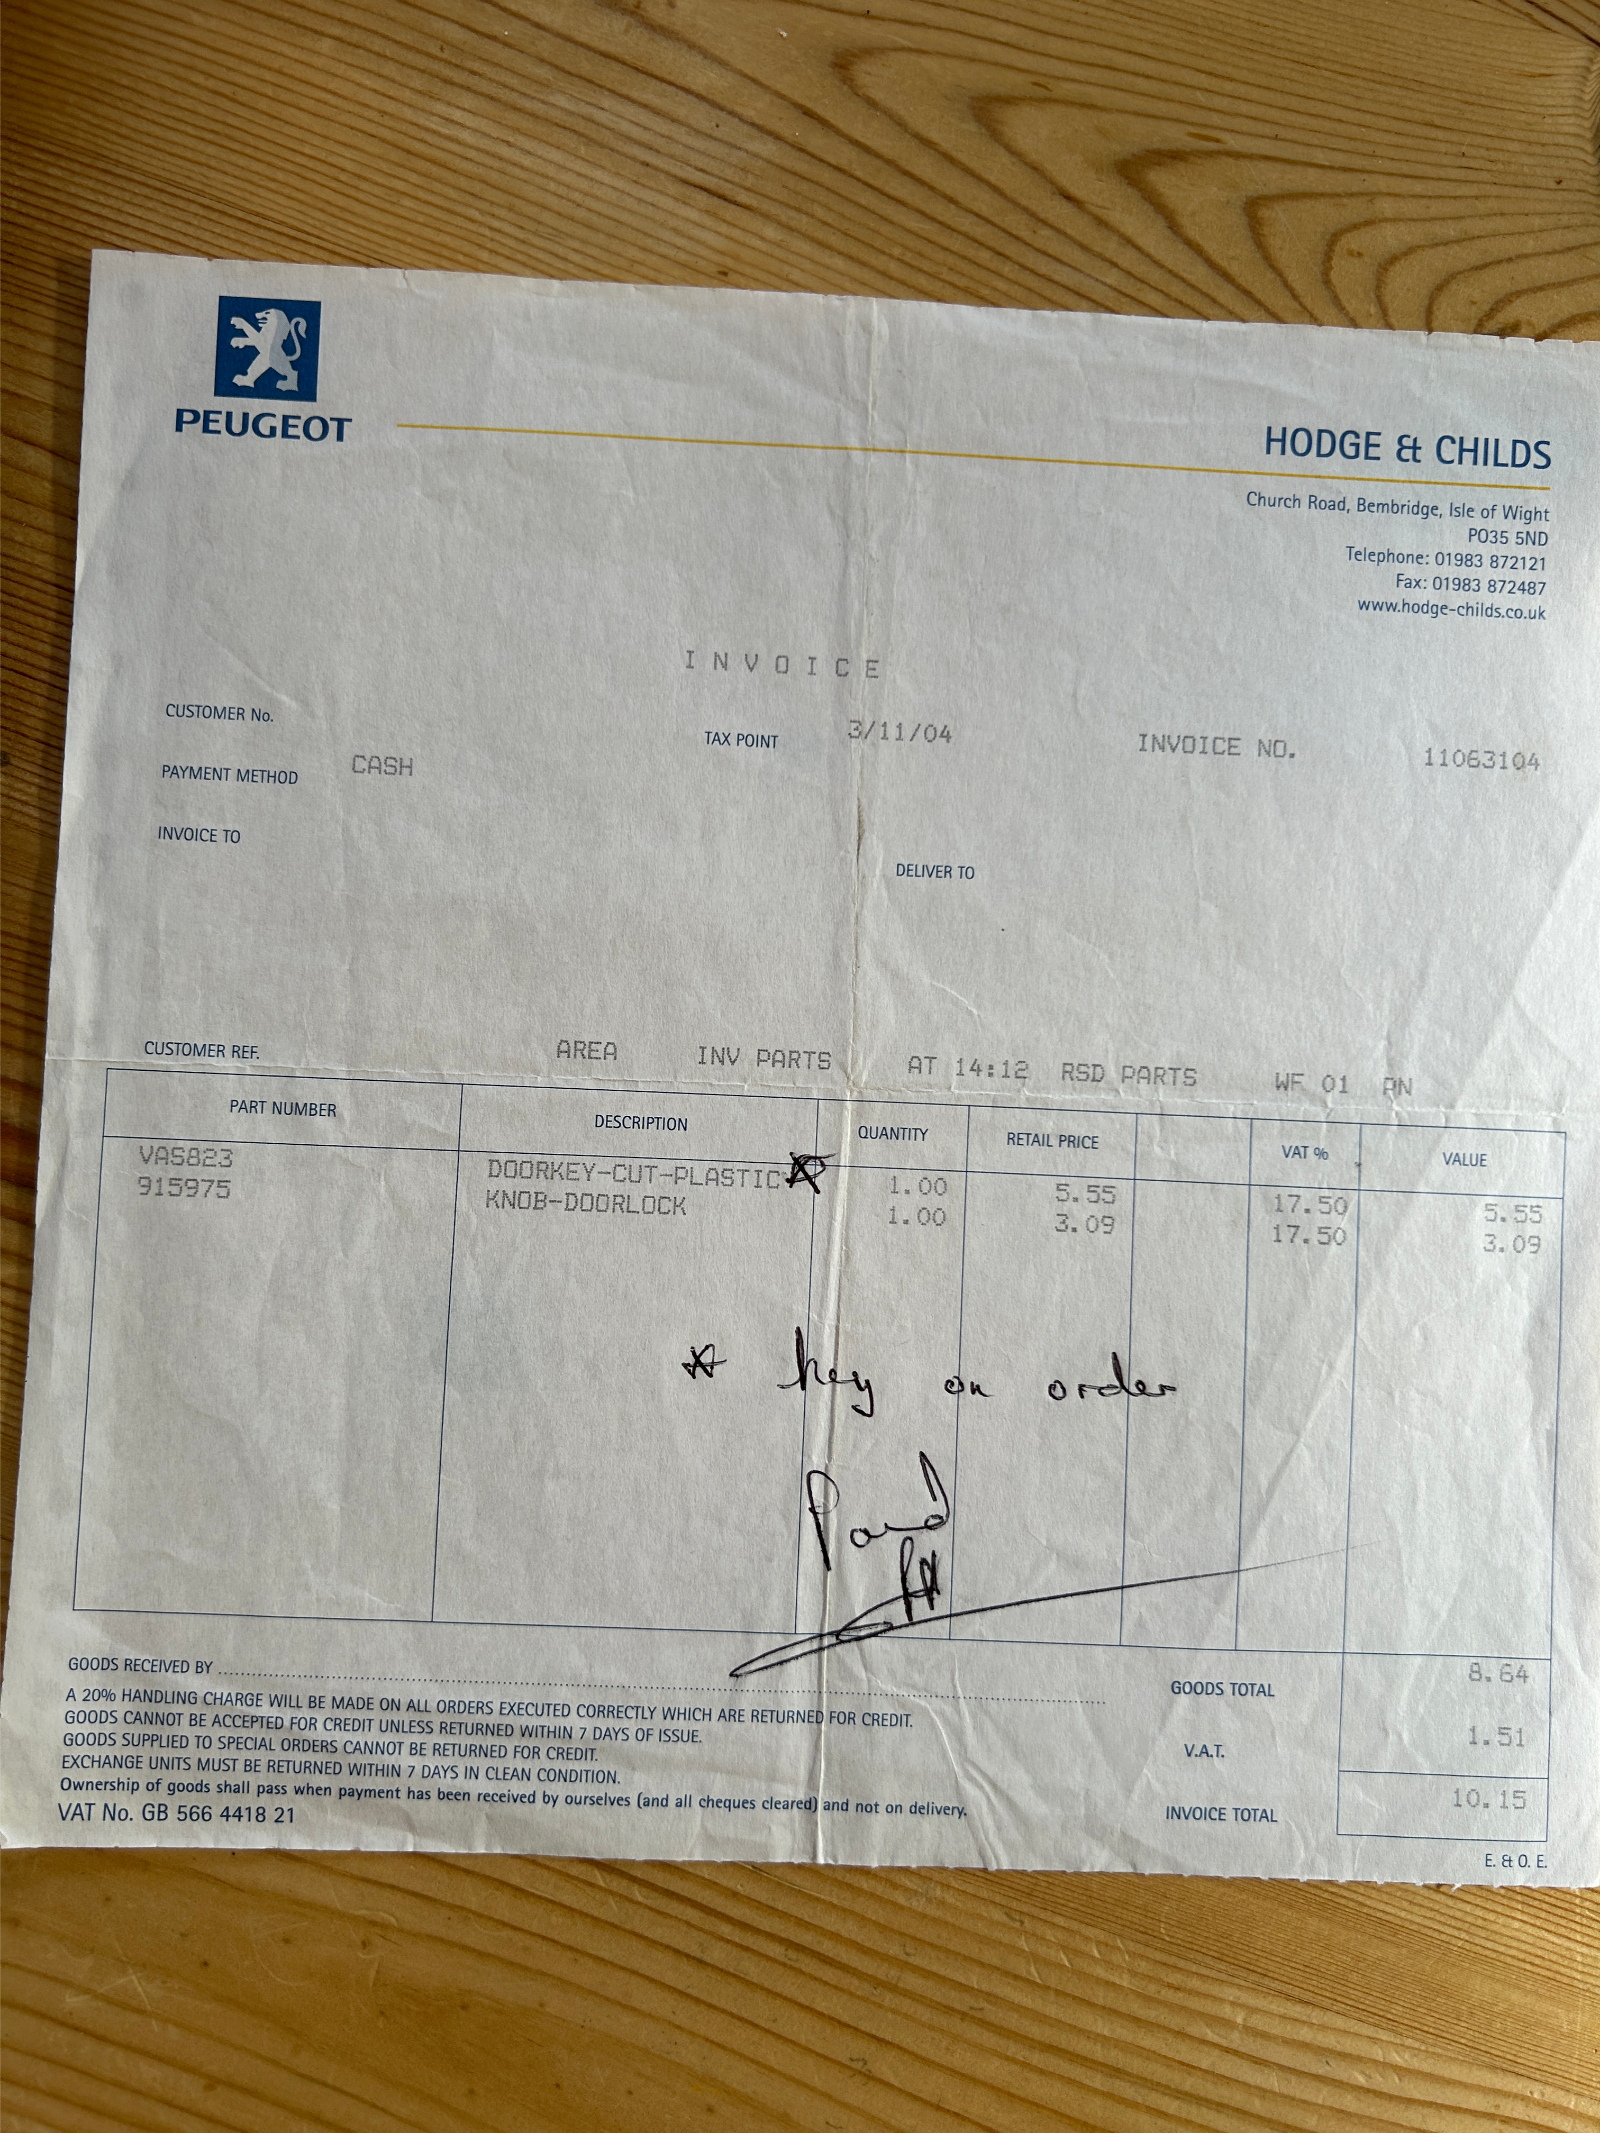 PEUGEOT
HODGE & CHILDS
Church Road, Bembridge, Isle of Wight
PO35 5ND
Telephone: 01983 872121
Fax: 01983 872487
www.hodge-childs.co.uk
INVOICE
CUSTOMER No.
TAX POINT 3/11/04 INVOICE NO. 11063104
PAYMENT METHOD CASH
INVOICE TO
DELIVER TO
CUSTOMER REF. AREA INV PARTS AT 14:12 RSD PARTS WF 01 PN
PART NUMBER DESCRIPTION QUANTITY RETAIL PRICE VAT % VALUE
VAS823 DOORKEY-CUT-PLASTIC 1.00 5.55 17.50 5.55
915975 KNOB-DOORLOCK 1.00 3.09 17.50 3.09
key on order
Paid
GOODS RECEIVED BY
GOODS TOTAL 8.64
A 20% HANDLING CHARGE WILL BE MADE ON ALL ORDERS EXECUTED CORRECTLY WHICH ARE RETURNED FOR CREDIT.
GOODS CANNOT BE ACCEPTED FOR CREDIT UNLESS RETURNED WITHIN 7 DAYS OF ISSUE.
GOODS SUPPLIED TO SPECIAL ORDERS CANNOT BE RETURNED FOR CREDIT.
V.A.T. 1.51
EXCHANGE UNITS MUST BE RETURNED WITHIN 7 DAYS IN CLEAN CONDITION.
Ownership of goods shall pass when payment has been received by ourselves (and all cheques cleared) and not on delivery.
VAT No. GB 566 4418 21
INVOICE TOTAL 10.15
E. & O. E.